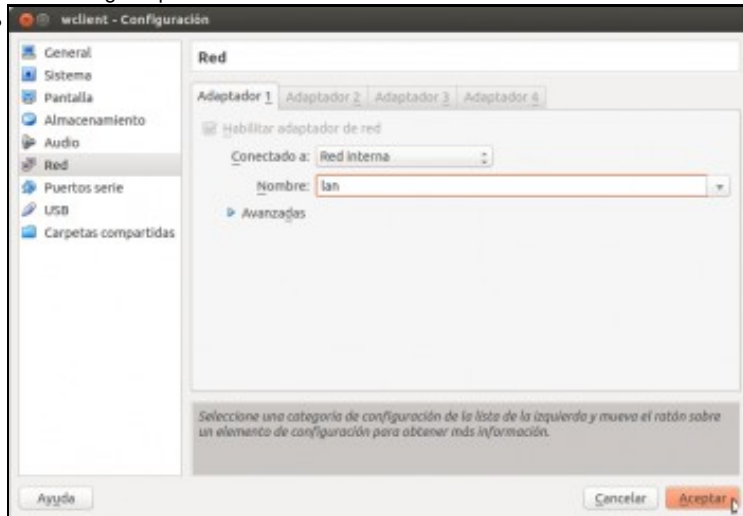 wclient - Configuración
General
Sistema
Pantalla
Almacenamiento
Audio
Red
Puertos serie
USB
Carpetas compartidas
Red
Adaptador 1 Adaptador 2 Adaptador 3 Adaptador 4
Habilitar adaptador de red
Conectado a: Red interna
Nombre: lan
Avanzadas
Seleccione una categoría de configuración de la lista de la izquierda y mueva el ratón sobre
un elemento de configuración para obtener más información.
Ayuda Cancelar Aceptar